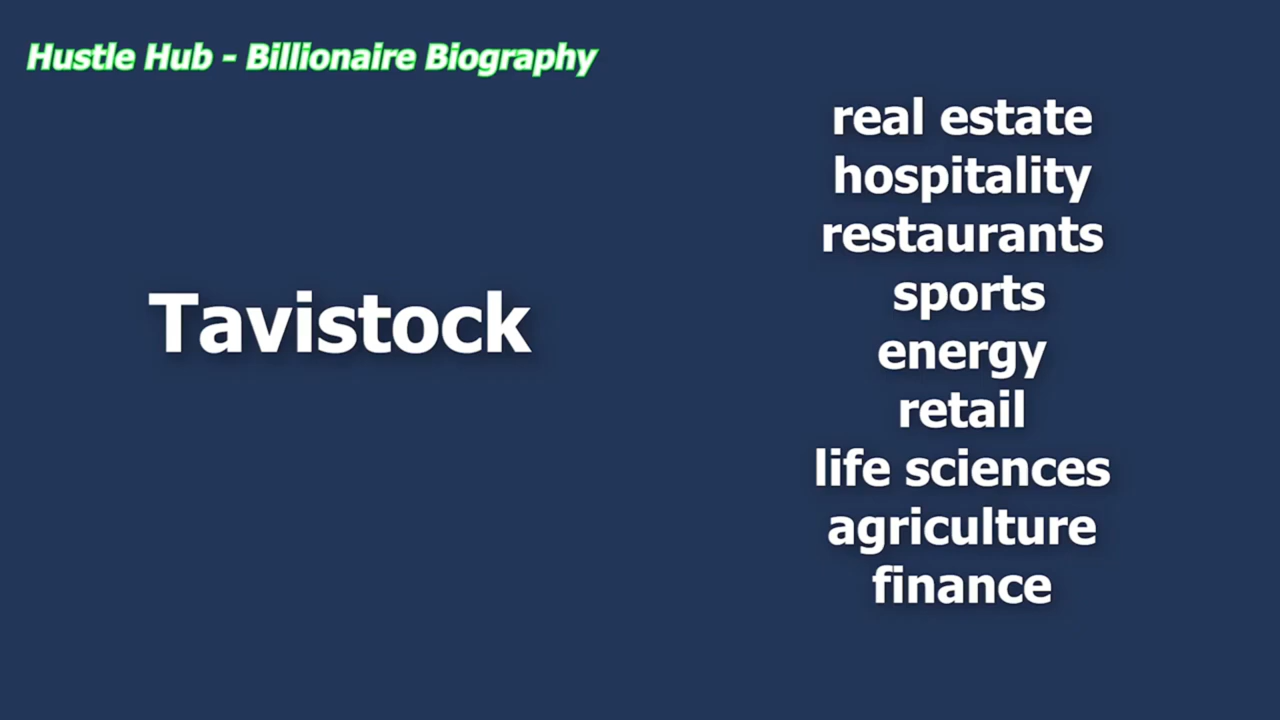 Hustle Hub - Billionaire Biography
Tavistock
real estate
hospitality
restaurants
sports
energy
retail
life sciences
agriculture
finance